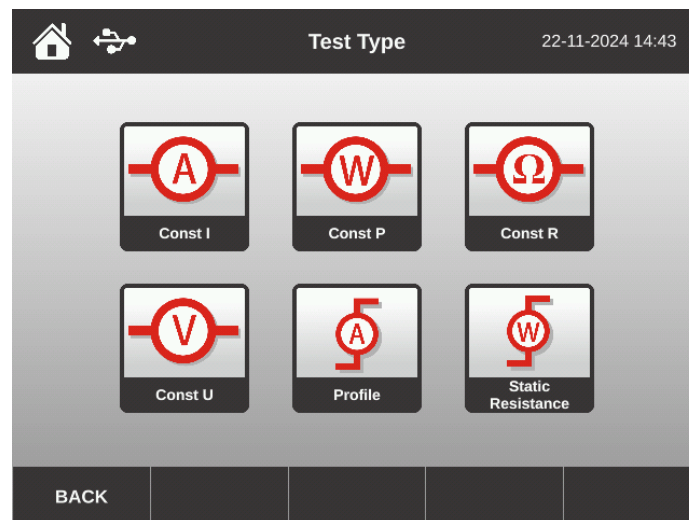 Test Type
22-11-2024 14:43
A
W
Ω
Const I
Const P
Const R
V
A
W
Const U
Profile
Static
Resistance
BACK